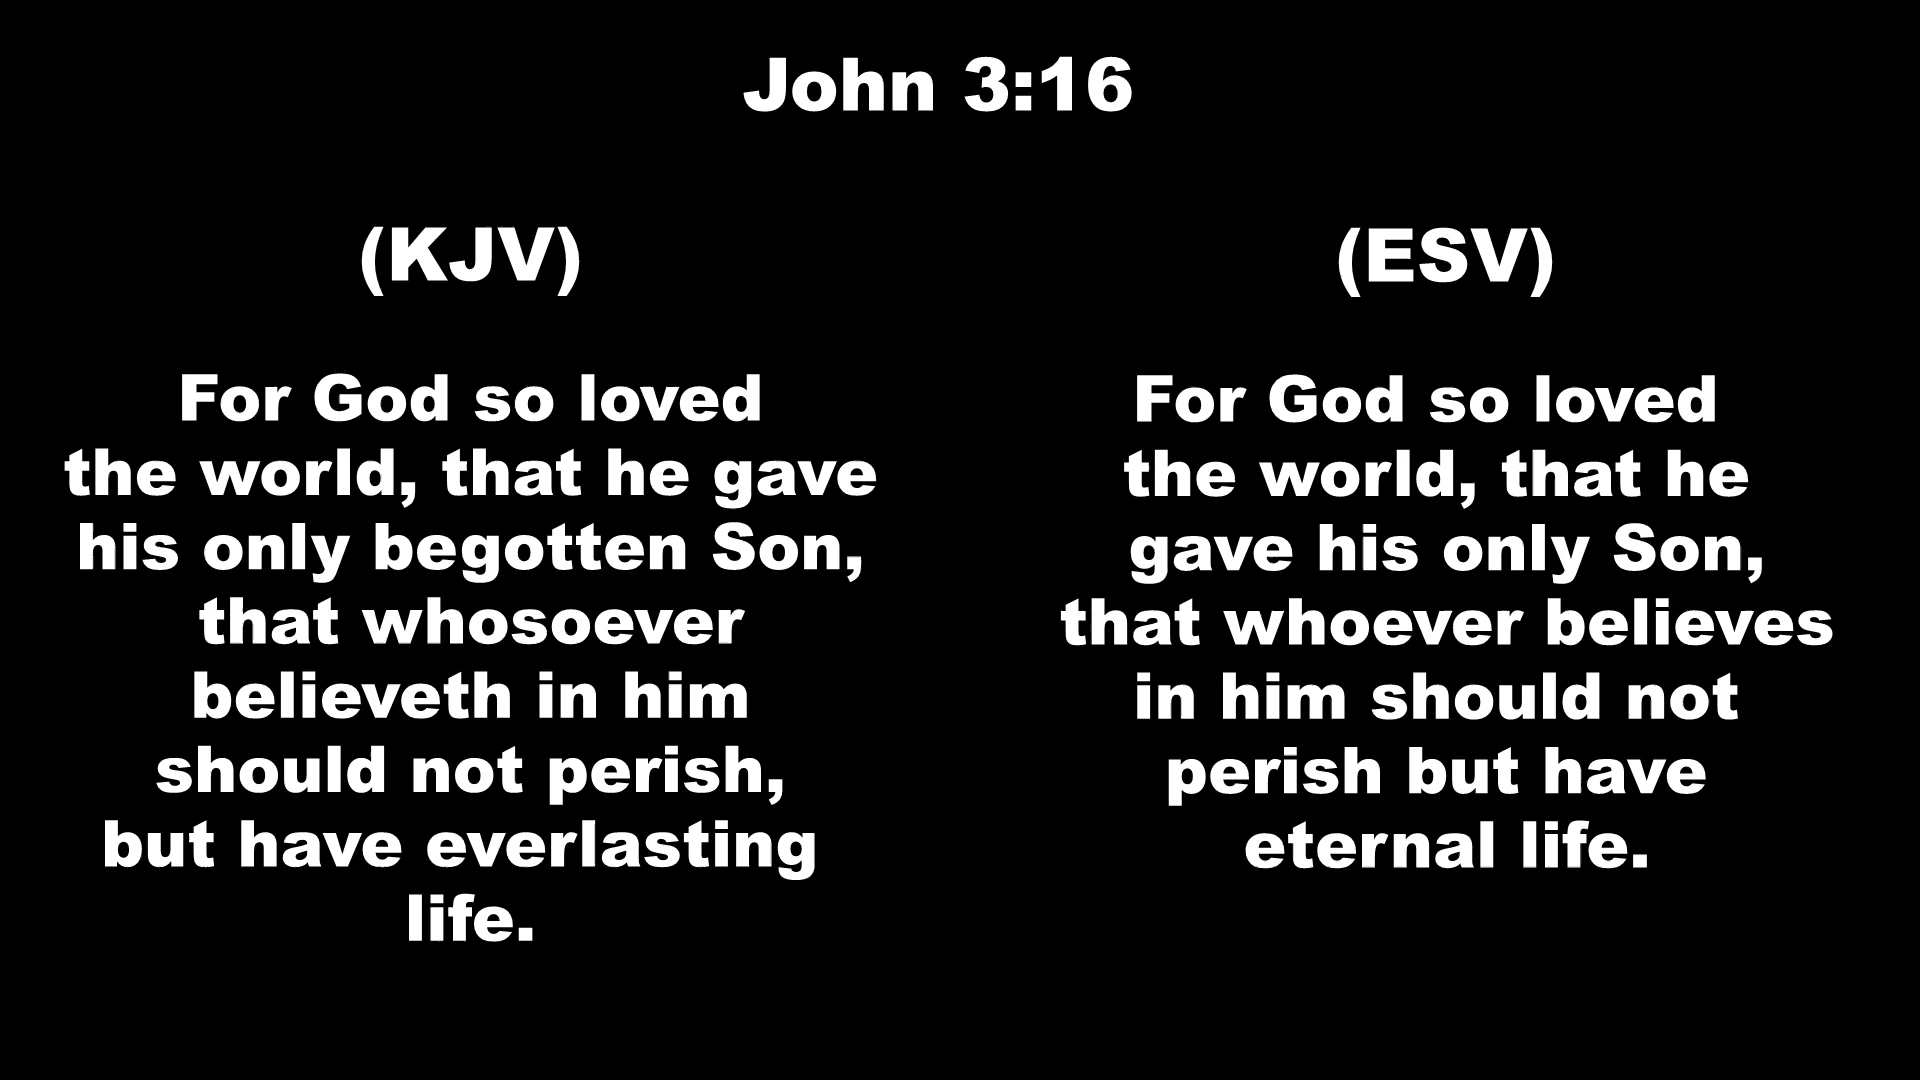 John 3:16
(KJV)
For God so loved
the world, that he gave
his only begotten Son,
that whosoever
believeth in him
should not perish,
but have everlasting
life.
(ESV)
For God so loved
the world, that he
gave his only Son,
that whoever believes
in him should not
perish but have
eternal life.